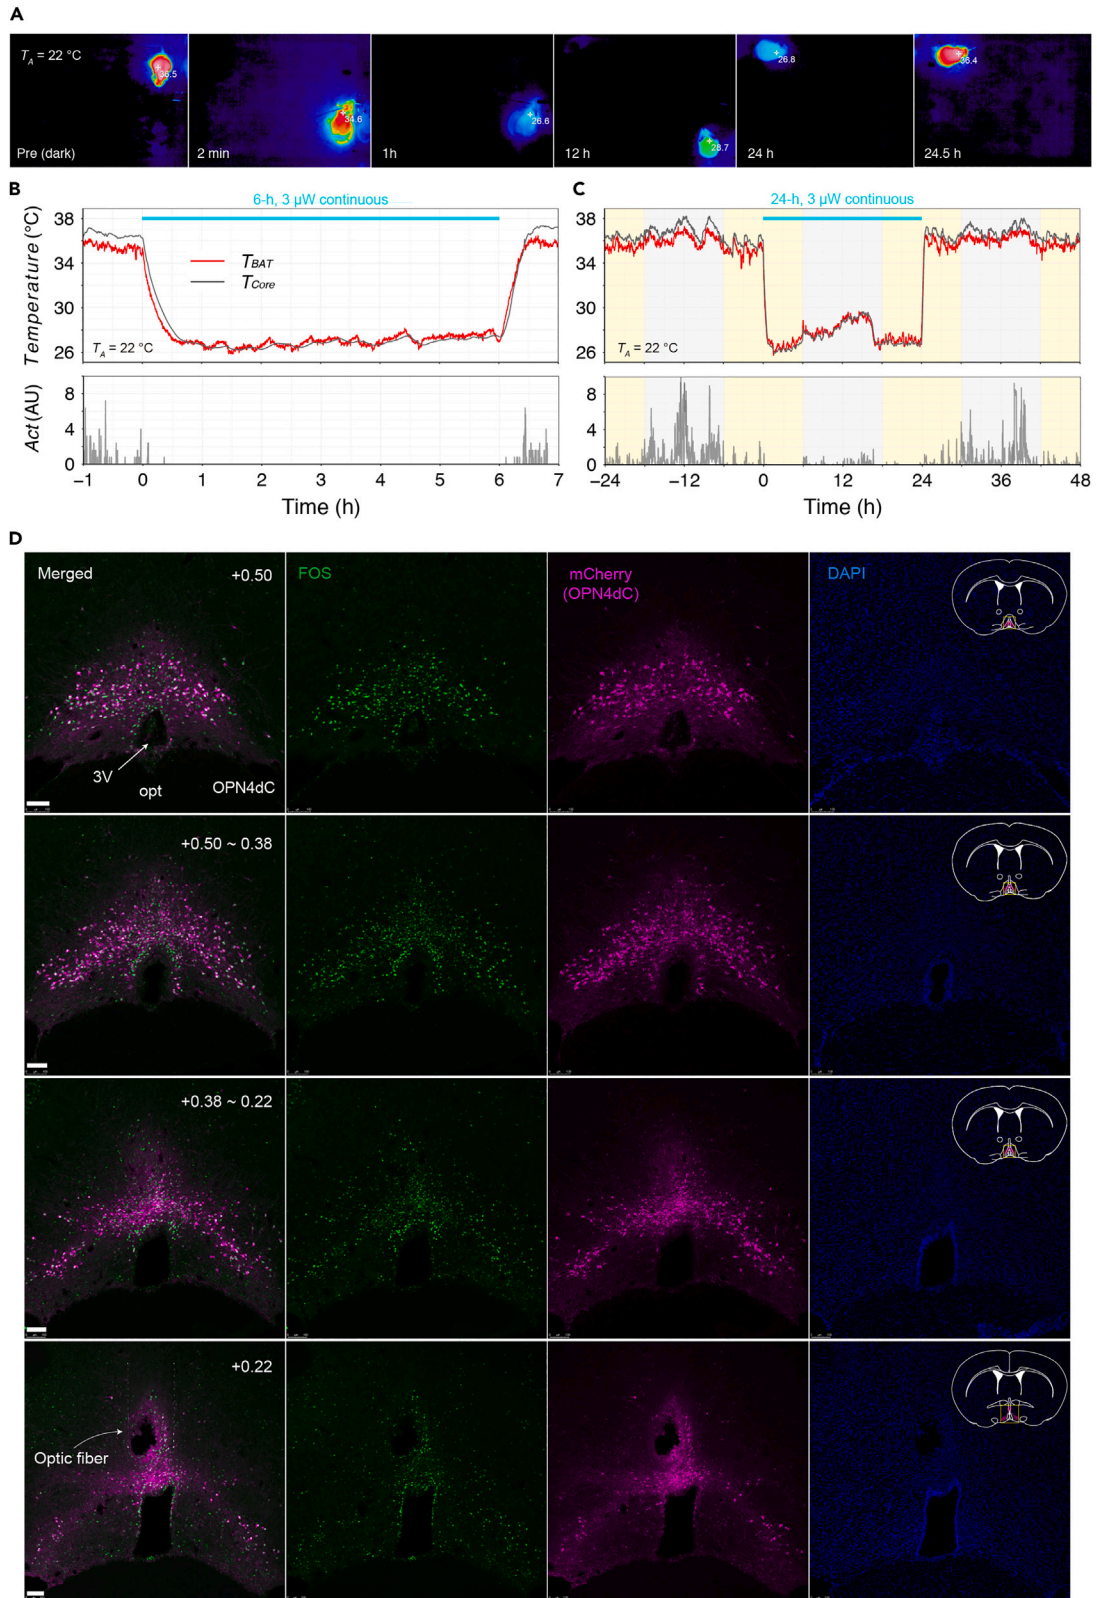 A
T_A = 22 °C
36.5
Pre (dark)
34.6
2 min
26.6
1h
28.7
12 h
26.8
24 h
36.4
24.5 h
B
6-h, 3 µW continuous
Temperature (°C)
38
34
30
26
T_BAT
T_Core
T_A = 22 °C
Act (AU)
8
4
0
−1 0 1 2 3 4 5 6 7
Time (h)
C
24-h, 3 µW continuous
38
34
30
26
T_A = 22 °C
8
4
0
−24 −12 0 12 24 36 48
Time (h)
D
Merged
+0.50
3V
opt
OPN4dC
FOS
mCherry
(OPN4dC)
DAPI
+0.50 ~ 0.38
+0.38 ~ 0.22
+0.22
Optic fiber